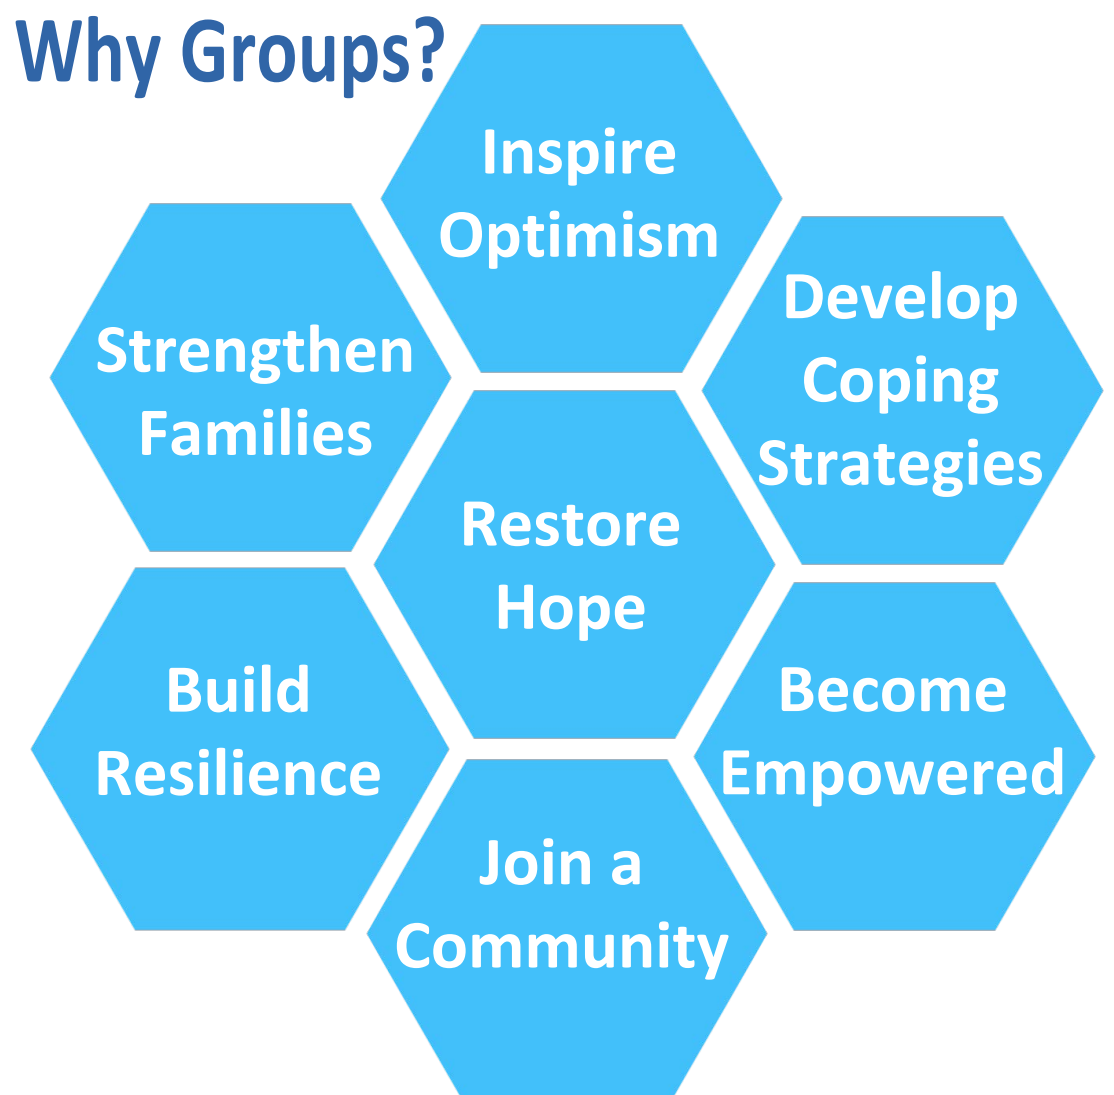 Why Groups?
Inspire
Optimism
Strengthen
Families
Develop
Coping
Strategies
Restore
Hope
Build
Resilience
Become
Empowered
Join a
Community